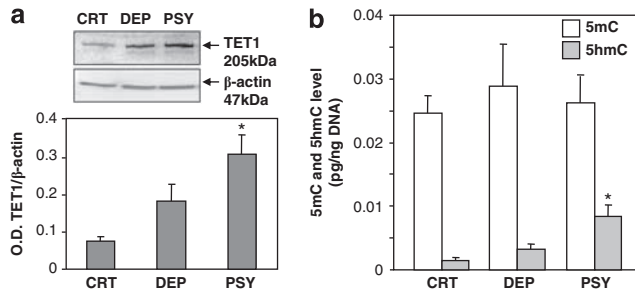 a
CRT DEP PSY
TET1
205kDa
β-actin
47kDa
O.D. TET1/β-actin
0.4
0.3
0.2
0.1
0
*
CRT DEP PSY
b
5mC
5hmC
5mC and 5hmC level
(pg/ng DNA)
0.04
0.03
0.02
0.01
0
*
CRT DEP PSY